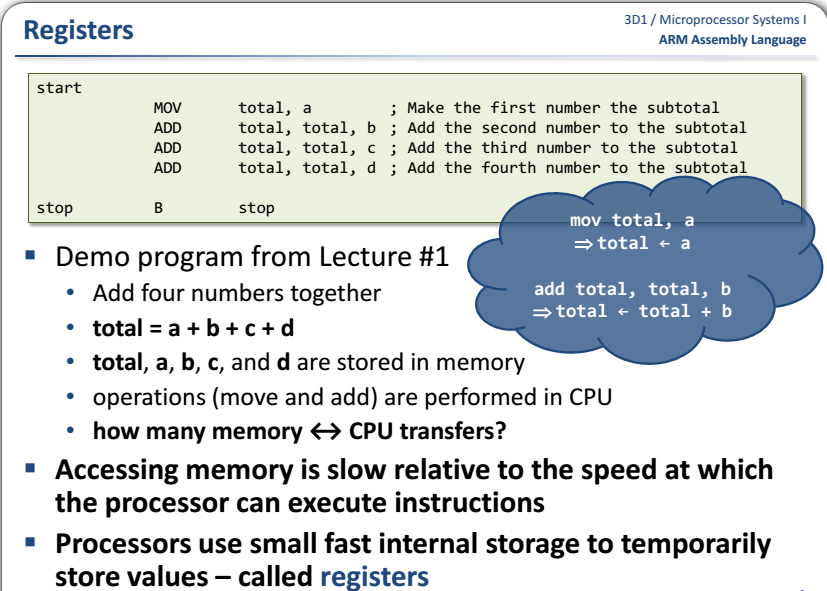 Registers
3D1 / Microprocessor Systems I
ARM Assembly Language
start
MOV total, a ; Make the first number the subtotal
ADD total, total, b ; Add the second number to the subtotal
ADD total, total, c ; Add the third number to the subtotal
ADD total, total, d ; Add the fourth number to the subtotal
stop B stop
mov total, a
⇒ total ← a
add total, total, b
⇒ total ← total + b
▪ Demo program from Lecture #1
• Add four numbers together
• total = a + b + c + d
• total, a, b, c, and d are stored in memory
• operations (move and add) are performed in CPU
• how many memory ↔ CPU transfers?
▪ Accessing memory is slow relative to the speed at which
the processor can execute instructions
▪ Processors use small fast internal storage to temporarily
store values – called registers